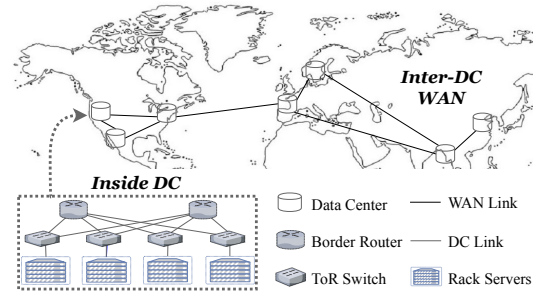 Inter-DC
WAN
Inside DC
Data Center
WAN Link
Border Router
DC Link
ToR Switch
Rack Servers